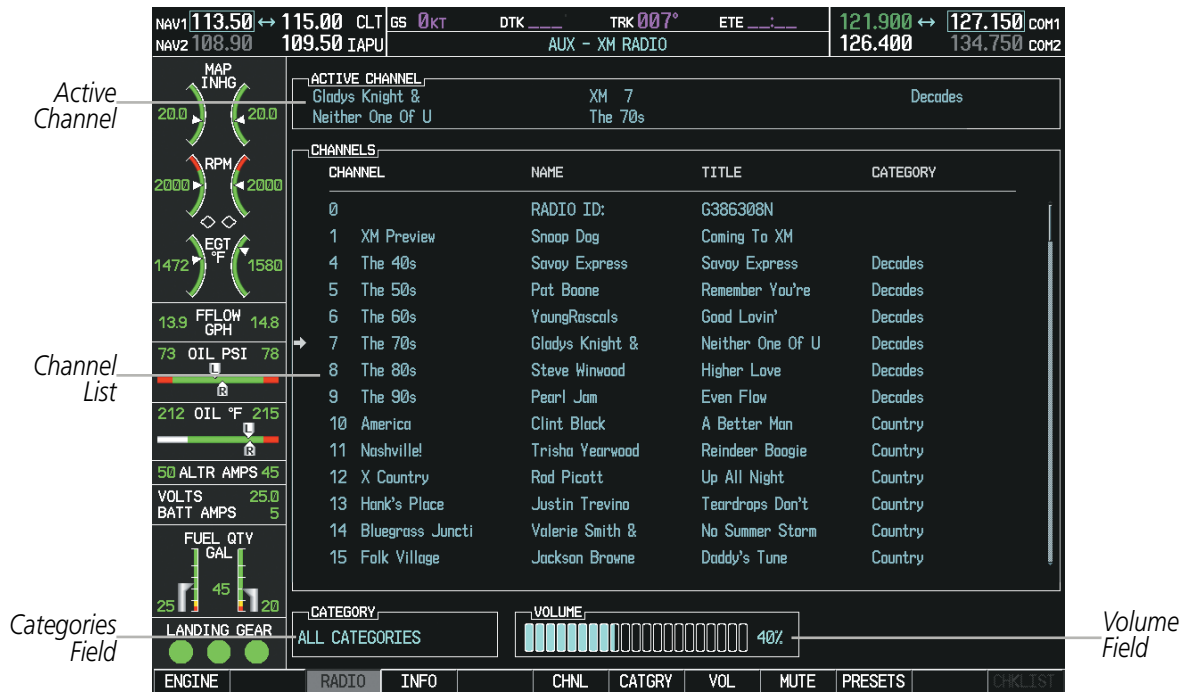 NAV1 113.50 ↔ 115.00 CLT GS 0KT DTK ___° TRK 007° ETE __:__ 121.900 ↔ 127.150 COM1
NAV2 108.90 109.50 IAPU AUX - XM RADIO 126.400 134.750 COM2
Active Channel
Channel List
Categories Field
Volume Field
MAP
INHG
20.0 20.0
RPM
2000 2000
EGT
°F
1472 1580
13.9 FFLOW GPH 14.8
73 OIL PSI 78
L
R
212 OIL °F 215
L
R
50 ALTR AMPS 45
VOLTS 25.0
BATT AMPS 5
FUEL QTY
GAL
45
25 20
LANDING GEAR
ACTIVE CHANNEL
Gladys Knight & XM 7 Decades
Neither One Of U The 70s
CHANNELS
CHANNEL NAME TITLE CATEGORY
0 RADIO ID: G386308N
1 XM Preview Snoop Dog Coming To XM
4 The 40s Savoy Express Savoy Express Decades
5 The 50s Pat Boone Remember You're Decades
6 The 60s YoungRascals Good Lovin' Decades
7 The 70s Gladys Knight & Neither One Of U Decades
8 The 80s Steve Winwood Higher Love Decades
9 The 90s Pearl Jam Even Flow Decades
10 America Clint Black A Better Man Country
11 Nashville! Trisha Yearwood Reindeer Boogie Country
12 X Country Rod Picott Up All Night Country
13 Hank's Place Justin Trevino Teardrops Don't Country
14 Bluegrass Juncti Valerie Smith & No Summer Storm Country
15 Folk Village Jackson Browne Daddy's Tune Country
CATEGORY
ALL CATEGORIES
VOLUME
40%
ENGINE RADIO INFO CHNL CATGRY VOL MUTE PRESETS CHKLIST